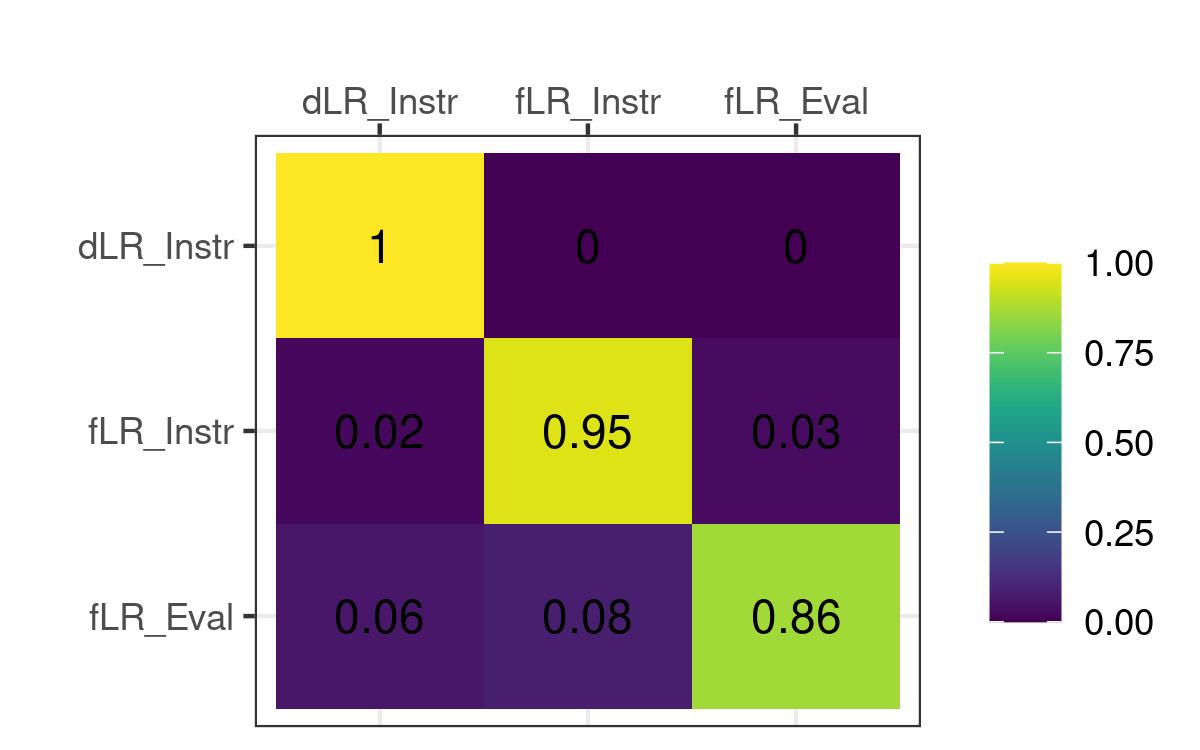 dLR_Instr fLR_Instr fLR_Eval
dLR_Instr 1 0 0
fLR_Instr 0.02 0.95 0.03
fLR_Eval 0.06 0.08 0.86
1.00
0.75
0.50
0.25
0.00